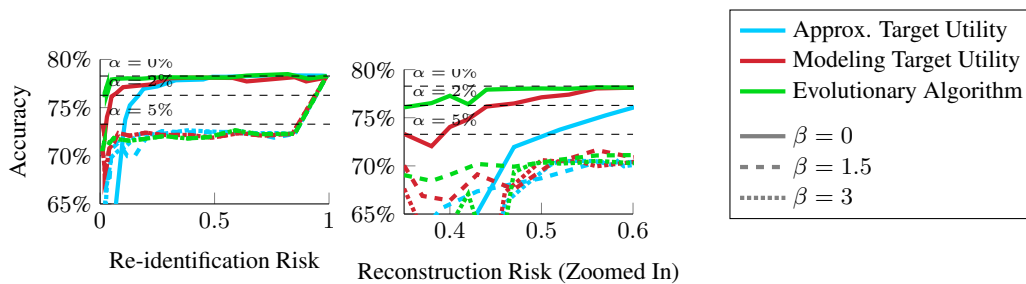 80%
75%
70%
65%
Accuracy
α = 0%
α = 2%
α = 5%
0
0.5
1
Re-identification Risk
80%
75%
70%
65%
α = 0%
α = 2%
α = 5%
0.4
0.5
0.6
Reconstruction Risk (Zoomed In)
Approx. Target Utility
Modeling Target Utility
Evolutionary Algorithm
β = 0
β = 1.5
β = 3